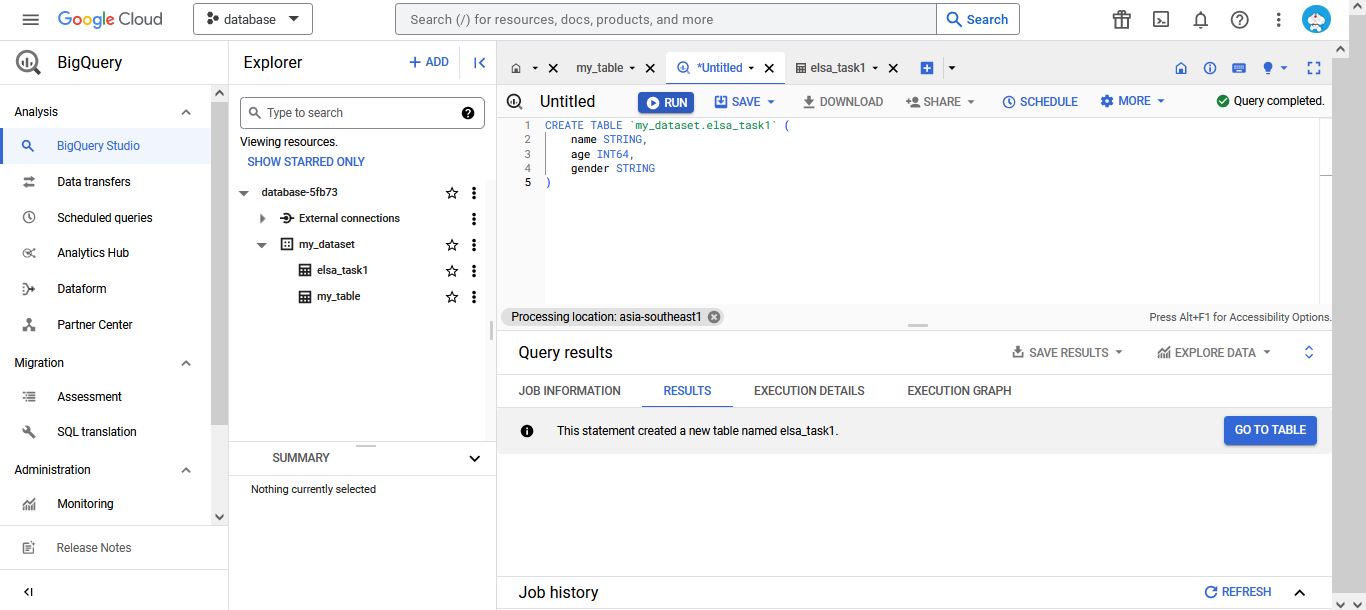 Google Cloud
database
Search (/) for resources, docs, products, and more
Search
BigQuery
Analysis
BigQuery Studio
Data transfers
Scheduled queries
Analytics Hub
Dataform
Partner Center
Migration
Assessment
SQL translation
Administration
Monitoring
Release Notes
Explorer
+ ADD
Type to search
Viewing resources.
SHOW STARRED ONLY
database-5fb73
External connections
my_dataset
elsa_task1
my_table
SUMMARY
Nothing currently selected
my_table
*Untitled
elsa_task1
Untitled
RUN
SAVE
DOWNLOAD
SHARE
SCHEDULE
MORE
Query completed.
1 CREATE TABLE `my_dataset.elsa_task1` (
2 name STRING,
3 age INT64,
4 gender STRING
5 )
Processing location: asia-southeast1
Press Alt+F1 for Accessibility Options.
Query results
SAVE RESULTS
EXPLORE DATA
JOB INFORMATION
RESULTS
EXECUTION DETAILS
EXECUTION GRAPH
This statement created a new table named elsa_task1.
GO TO TABLE
Job history
REFRESH